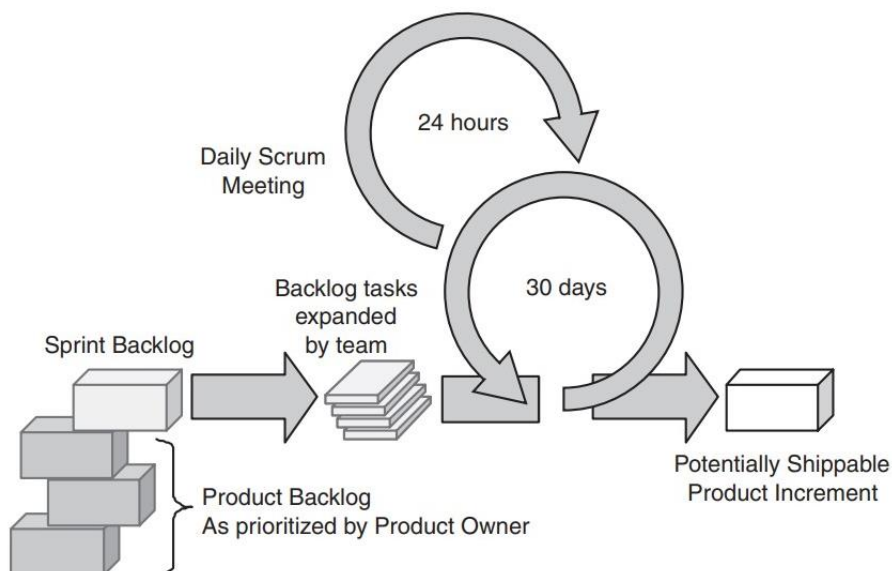 24 hours
Daily Scrum
Meeting
30 days
Backlog tasks
expanded
by team
Sprint Backlog
Product Backlog
As prioritized by Product Owner
Potentially Shippable
Product Increment